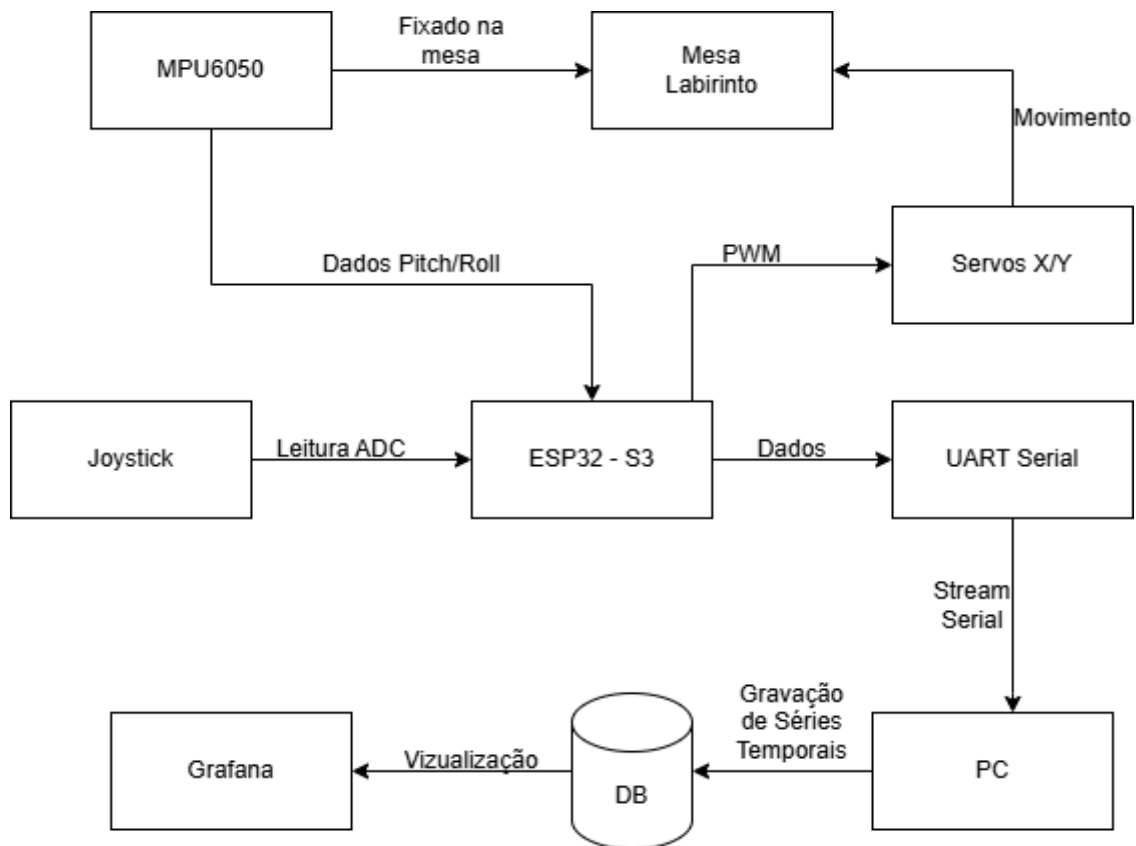 MPU6050
Fixado na
mesa
Mesa
Labirinto
Movimento
Dados Pitch/Roll
PWM
Servos X/Y
Joystick
Leitura ADC
ESP32 - S3
Dados
UART Serial
Stream
Serial
Grafana
Vizualização
DB
Gravação
de Séries
Temporais
PC